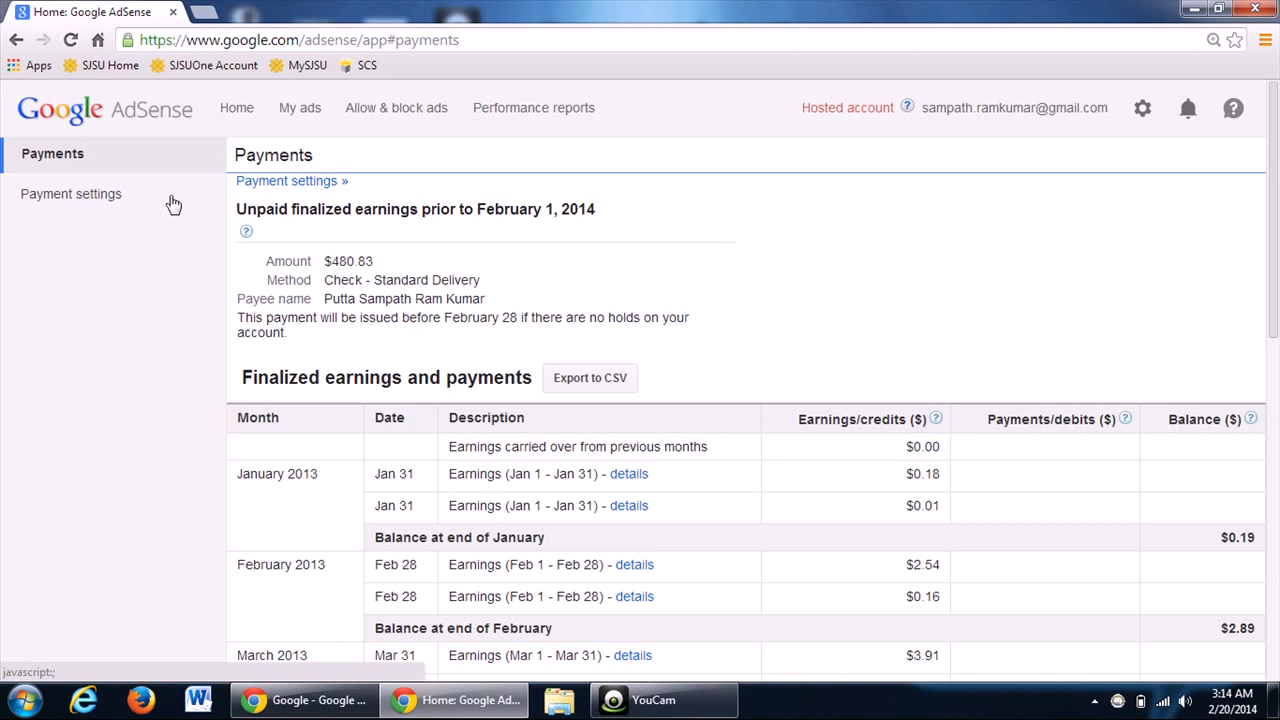 Home: Google AdSense
https://www.google.com/adsense/app#payments
Apps SJSU Home SJSUOne Account MySJSU SCS
Google AdSense Home My ads Allow & block ads Performance reports Hosted account ? sampath.ramkumar@gmail.com ?
Payments
Payment settings
Payments
Payment settings »
Unpaid finalized earnings prior to February 1, 2014
?
Amount $480.83
Method Check - Standard Delivery
Payee name Putta Sampath Ram Kumar
This payment will be issued before February 28 if there are no holds on your
account.
Finalized earnings and payments Export to CSV
Month Date Description Earnings/credits ($) ? Payments/debits ($) ? Balance ($) ?
Earnings carried over from previous months $0.00
January 2013 Jan 31 Earnings (Jan 1 - Jan 31) - details $0.18
Jan 31 Earnings (Jan 1 - Jan 31) - details $0.01
Balance at end of January $0.19
February 2013 Feb 28 Earnings (Feb 1 - Feb 28) - details $2.54
Feb 28 Earnings (Feb 1 - Feb 28) - details $0.16
Balance at end of February $2.89
March 2013 Mar 31 Earnings (Mar 1 - Mar 31) - details $3.91
javascript:;
Google - Google ... Home: Google Ad... YouCam 3:14 AM
2/20/2014